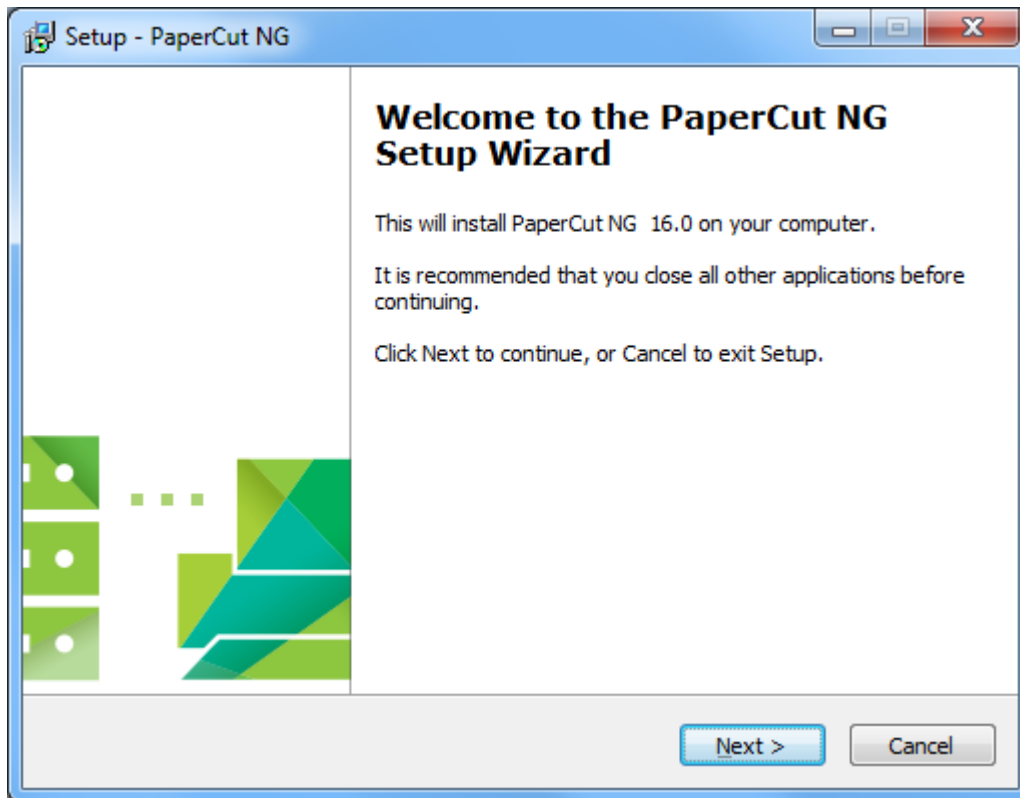 Setup - PaperCut NG
Welcome to the PaperCut NG
Setup Wizard
This will install PaperCut NG  16.0 on your computer.
It is recommended that you close all other applications before
continuing.
Click Next to continue, or Cancel to exit Setup.
Next >
Cancel